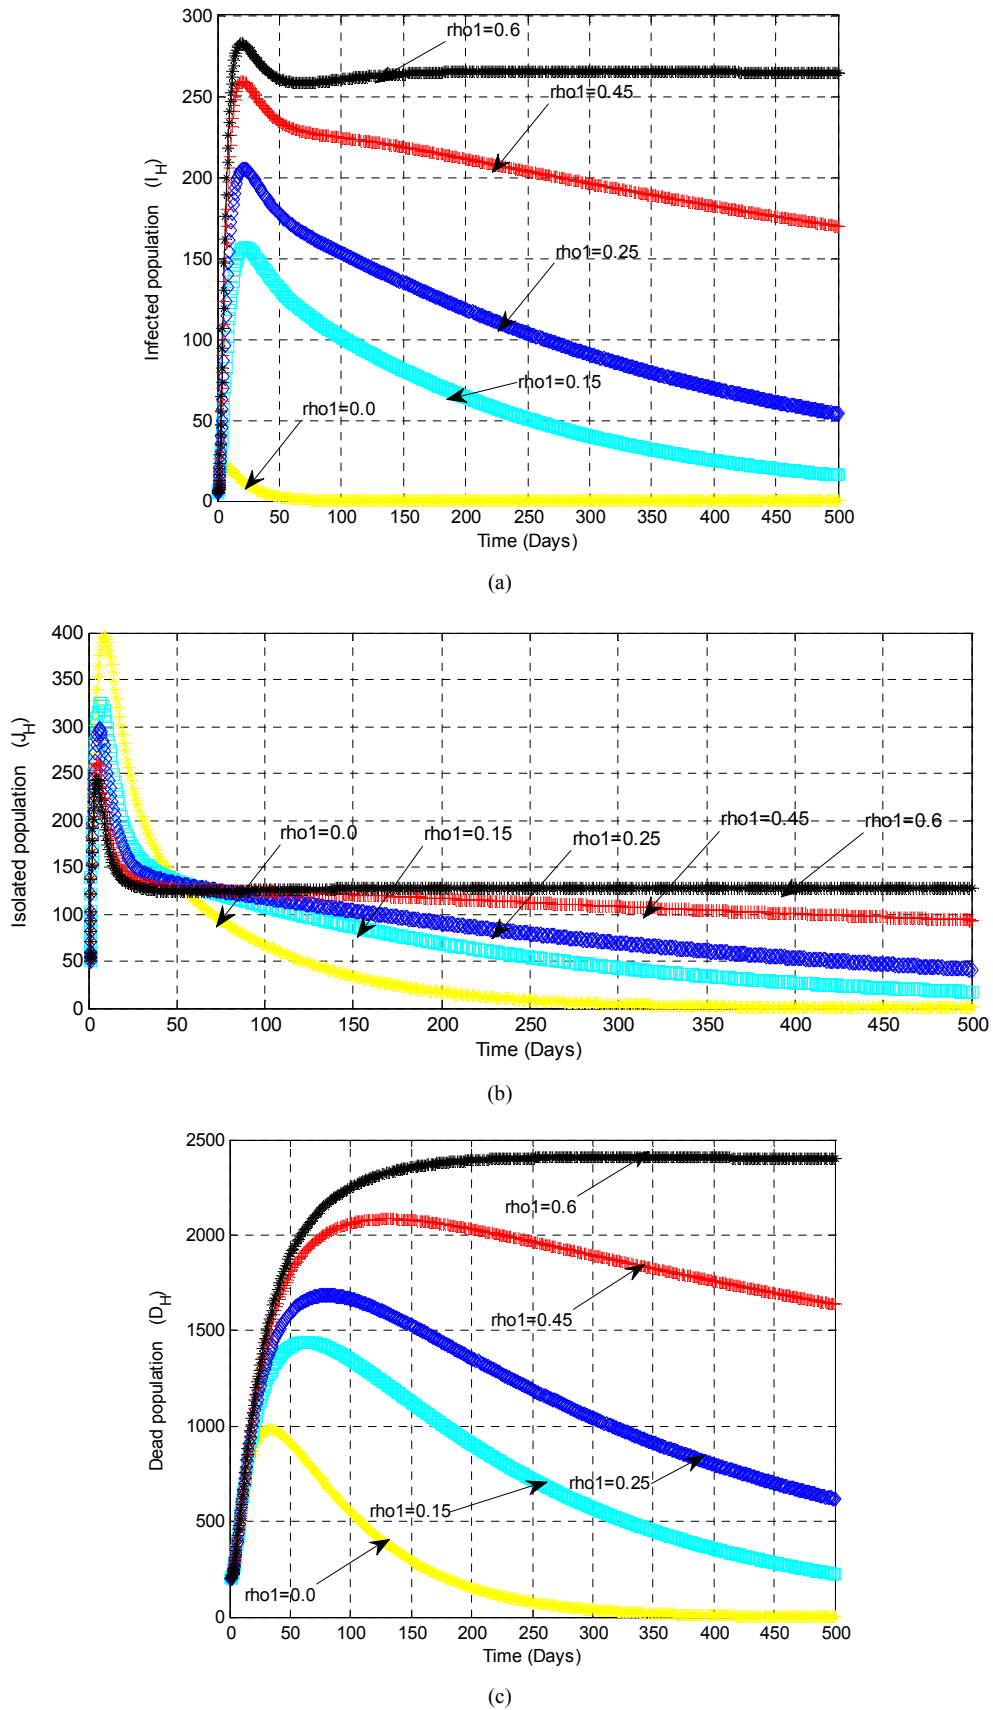 300
250
200
150
100
50
0
Infected population (I_H)
rho1=0.6
rho1=0.45
rho1=0.25
rho1=0.15
rho1=0.0
0 50 100 150 200 250 300 350 400 450 500
Time (Days)
(a)
400
350
300
250
200
150
100
50
0
Isolated population (J_H)
rho1=0.0
rho1=0.15
rho1=0.25
rho1=0.45
rho1=0.6
0 50 100 150 200 250 300 350 400 450 500
Time (Days)
(b)
2500
2000
1500
1000
500
0
Dead population (D_H)
rho1=0.6
rho1=0.45
rho1=0.25
rho1=0.15
rho1=0.0
0 50 100 150 200 250 300 350 400 450 500
Time (Days)
(c)